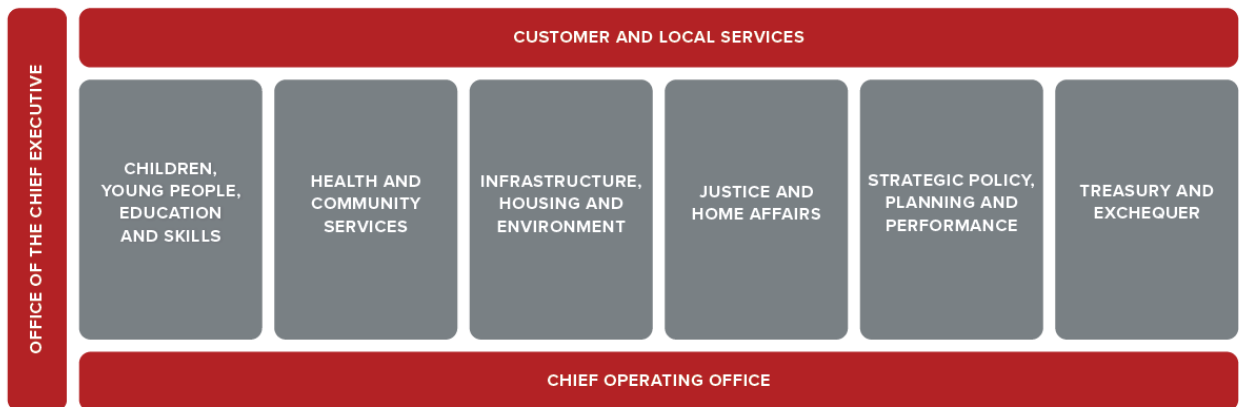 OFFICE OF THE CHIEF EXECUTIVE
CUSTOMER AND LOCAL SERVICES
CHILDREN,
YOUNG PEOPLE,
EDUCATION
AND SKILLS
HEALTH AND
COMMUNITY
SERVICES
INFRASTRUCTURE,
HOUSING AND
ENVIRONMENT
JUSTICE AND
HOME AFFAIRS
STRATEGIC POLICY,
PLANNING AND
PERFORMANCE
TREASURY AND
EXCHEQUER
CHIEF OPERATING OFFICE